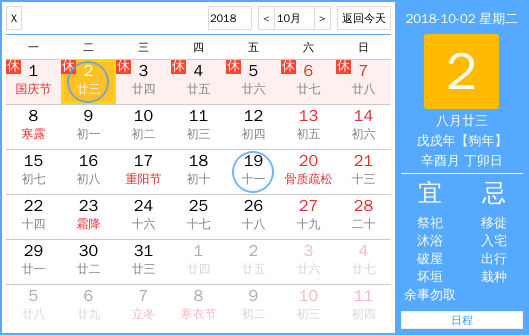 X 2018 < 10月 > 返回今天
一 二 三 四 五 六 日
休 休 休 休 休 休 休
1 2 3 4 5 6 7
国庆节 廿三 廿四 廿五 廿六 廿七 廿八
8 9 10 11 12 13 14
寒露 初一 初二 初三 初四 初五 初六
15 16 17 18 19 20 21
初七 初八 重阳节 初十 十一 骨质疏松 十三
22 23 24 25 26 27 28
十四 霜降 十六 十七 十八 十九 二十
29 30 31 1 2 3 4
廿一 廿二 廿三 廿四 廿五 廿六 廿七
5 6 7 8 9 10 11
廿八 廿九 立冬 寒衣节 初二 初三 初四
2018-10-02 星期二
2
八月廿三
戊戌年【狗年】
辛酉月 丁卯日
宜 忌
祭祀 移徙
沐浴 入宅
破屋 出行
坏垣 栽种
余事勿取
日程